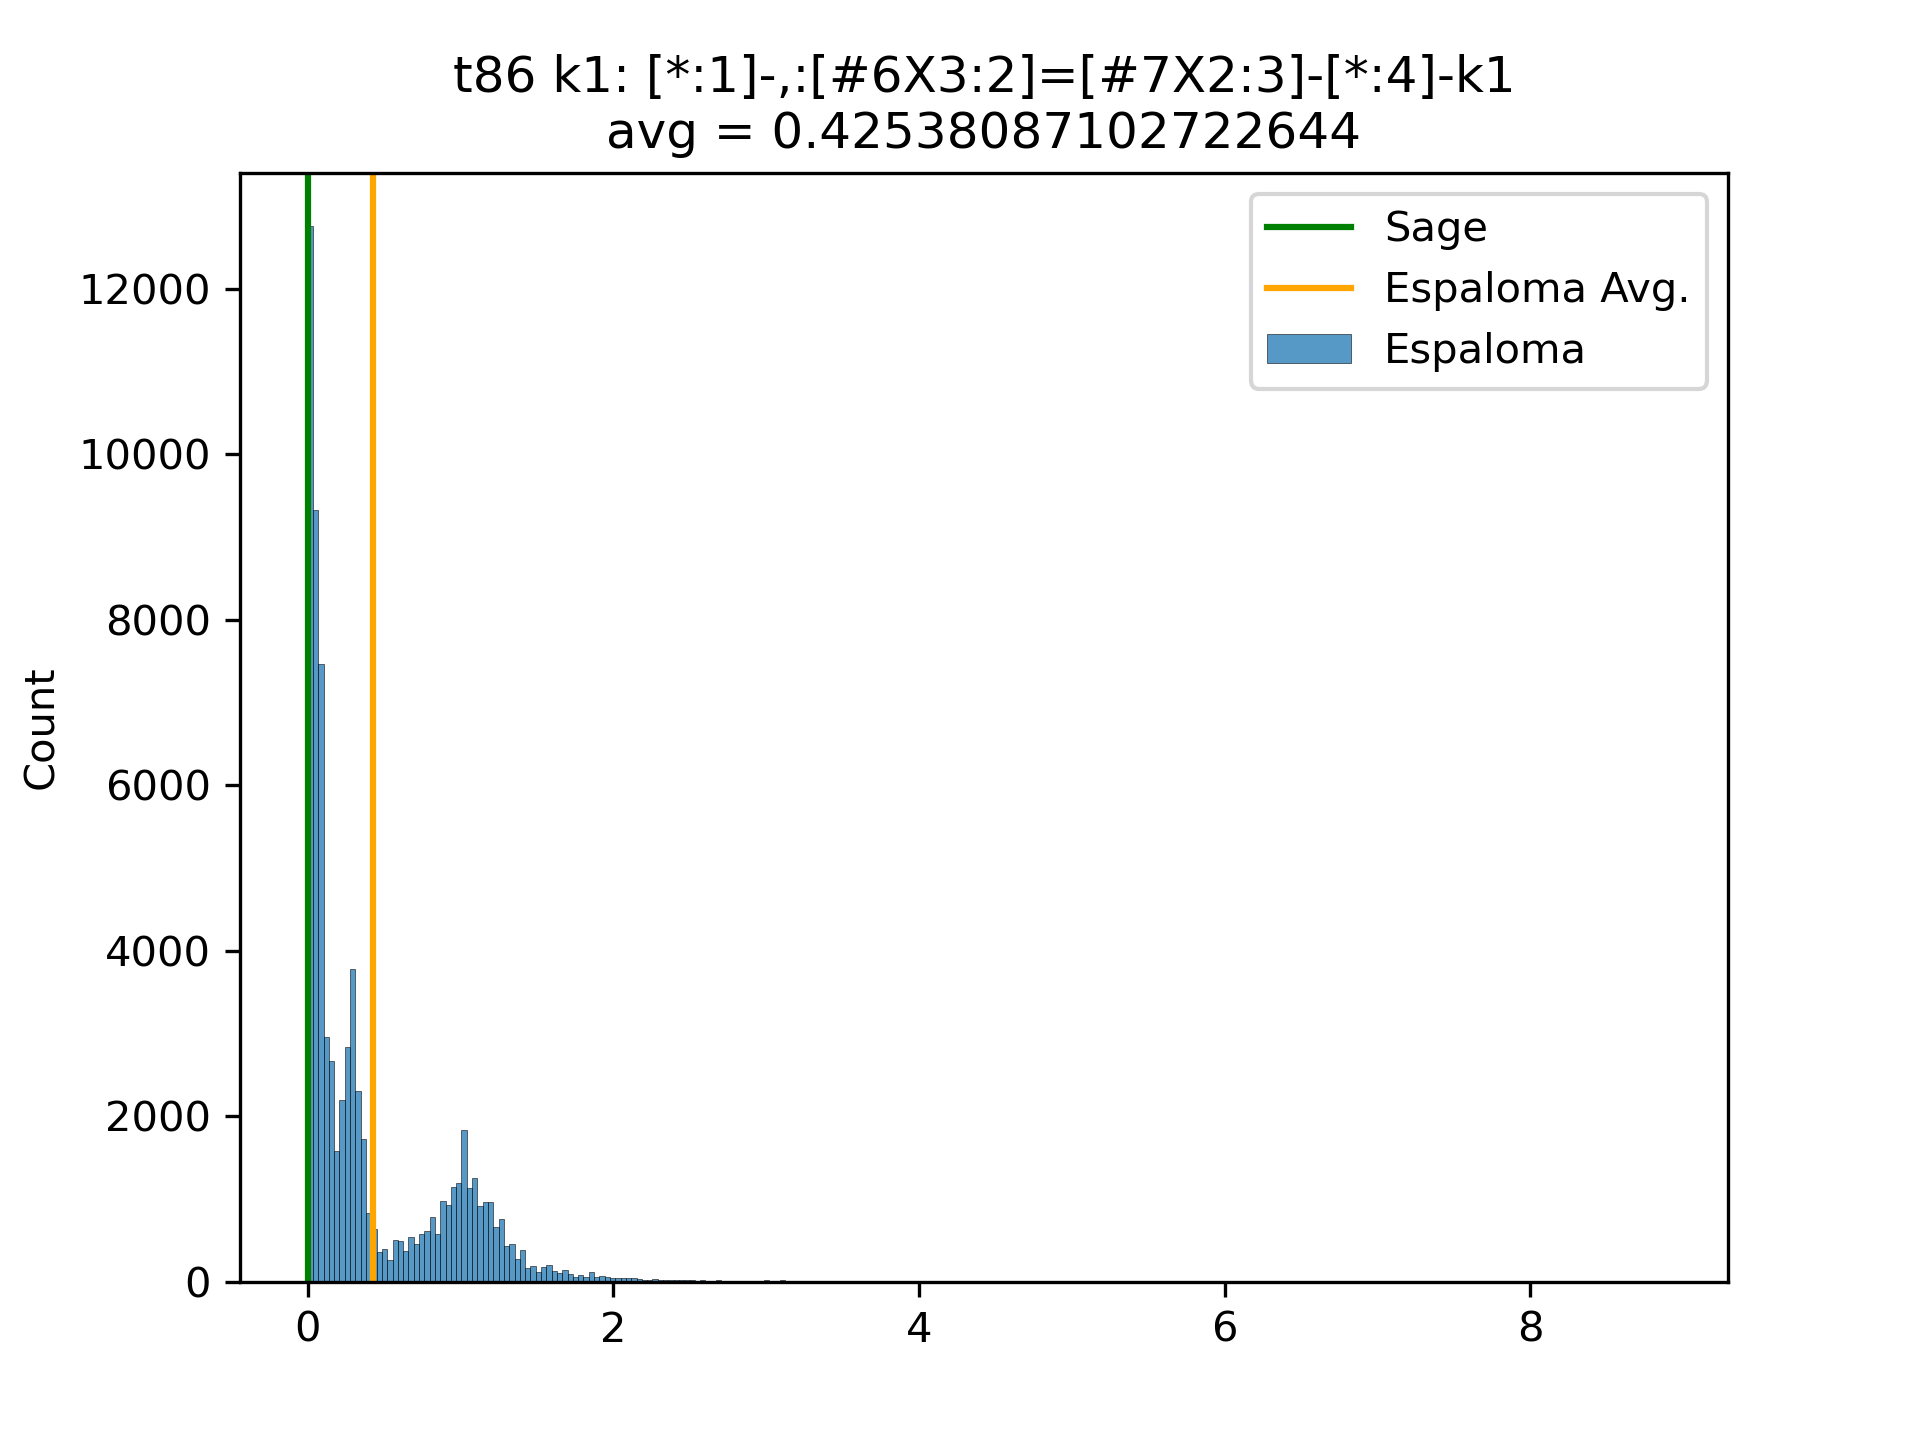 t86 k1: [*:1]-,:[#6X3:2]=[#7X2:3]-[*:4]-k1
avg = 0.42538087102722644
Sage
Espaloma Avg.
Espaloma
Count
12000
10000
8000
6000
4000
2000
0
0 2 4 6 8